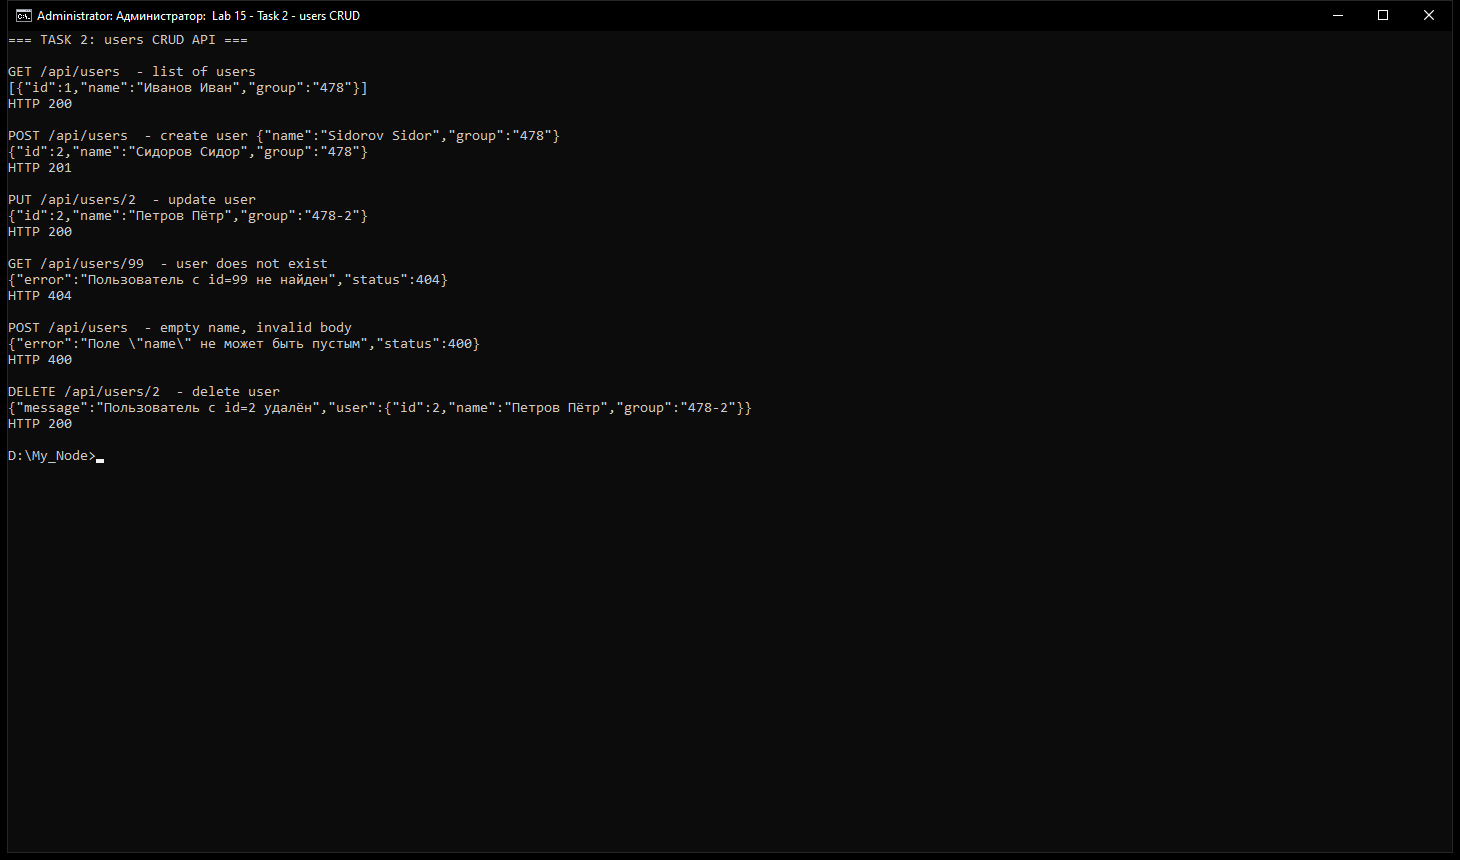 Administrator: Администратор:  Lab 15 - Task 2 - users CRUD
=== TASK 2: users CRUD API ===
GET /api/users  - list of users
[{"id":1,"name":"Иванов Иван","group":"478"}]
HTTP 200
POST /api/users  - create user {"name":"Sidorov Sidor","group":"478"}
{"id":2,"name":"Сидоров Сидор","group":"478"}
HTTP 201
PUT /api/users/2  - update user
{"id":2,"name":"Петров Пётр","group":"478-2"}
HTTP 200
GET /api/users/99  - user does not exist
{"error":"Пользователь с id=99 не найден","status":404}
HTTP 404
POST /api/users  - empty name, invalid body
{"error":"Поле \"name\" не может быть пустым","status":400}
HTTP 400
DELETE /api/users/2  - delete user
{"message":"Пользователь с id=2 удалён","user":{"id":2,"name":"Петров Пётр","group":"478-2"}}
HTTP 200
D:\My_Node>